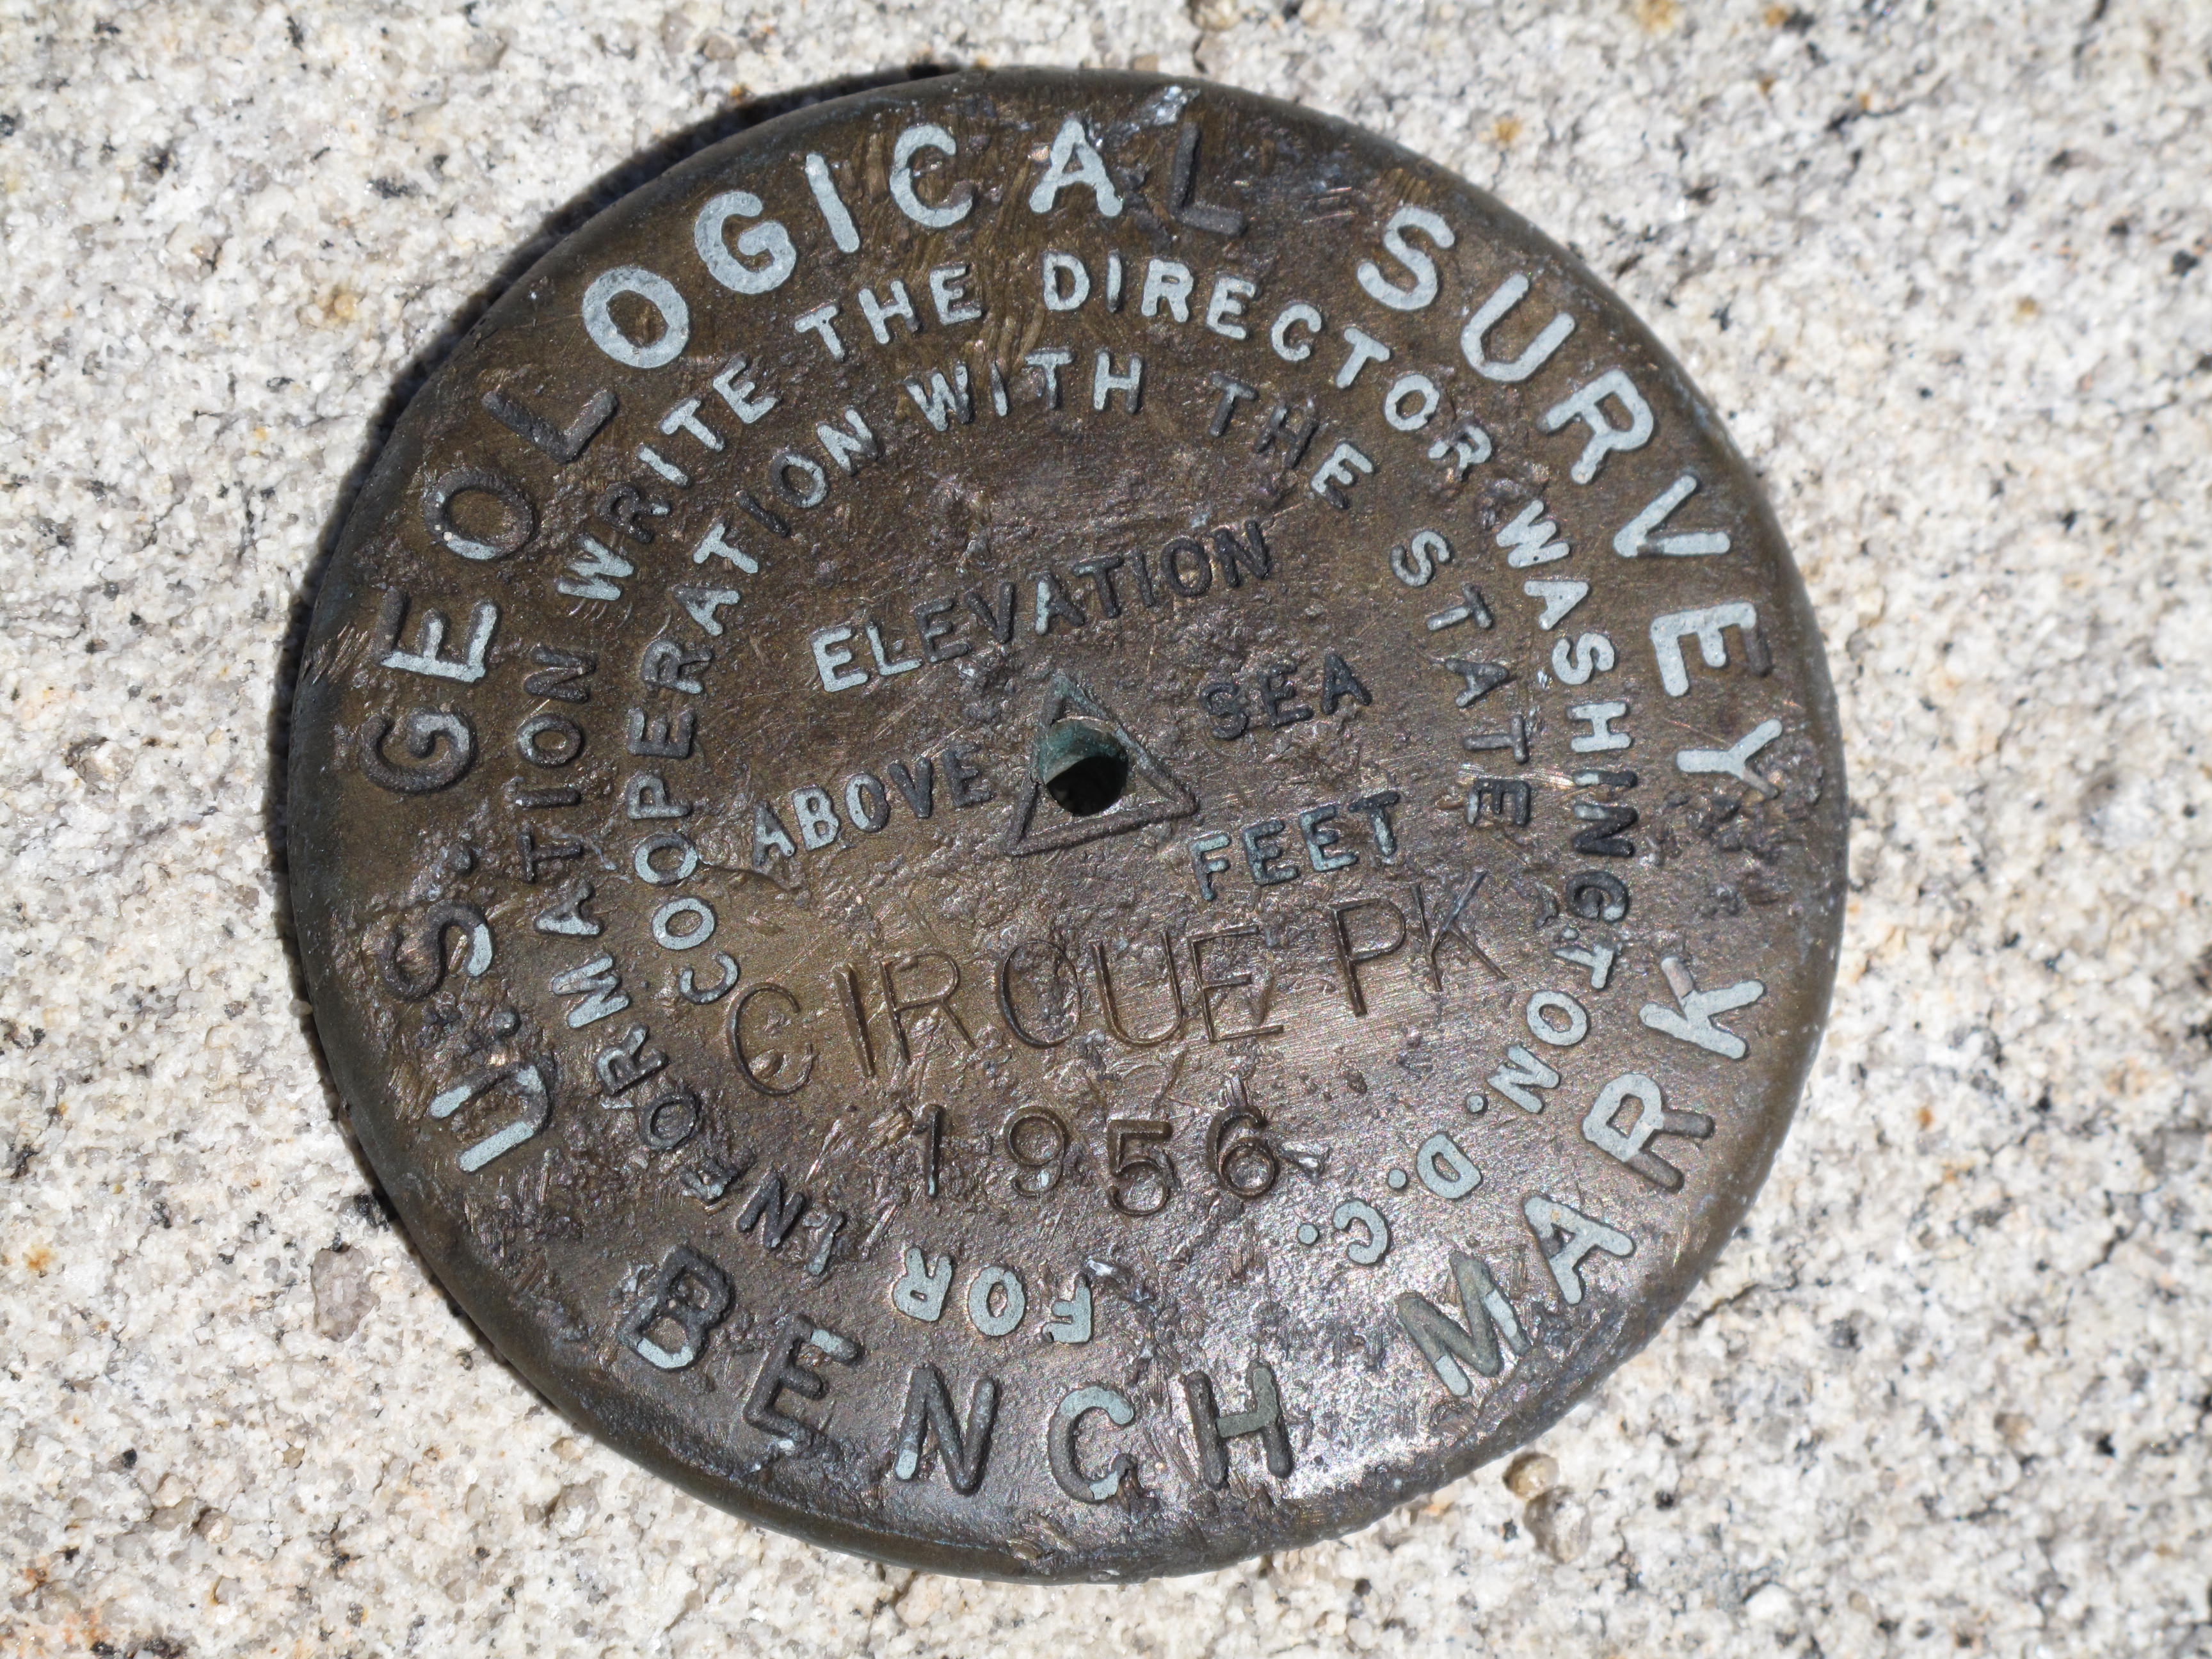 U.S. GEOLOGICAL SURVEY
FOR INFORMATION WRITE THE DIRECTOR WASHINGTON. D.C.
COOPERATION WITH THE STATE
ELEVATION
ABOVE SEA
FEET
CIRQUE PK
1956
BENCH MARK